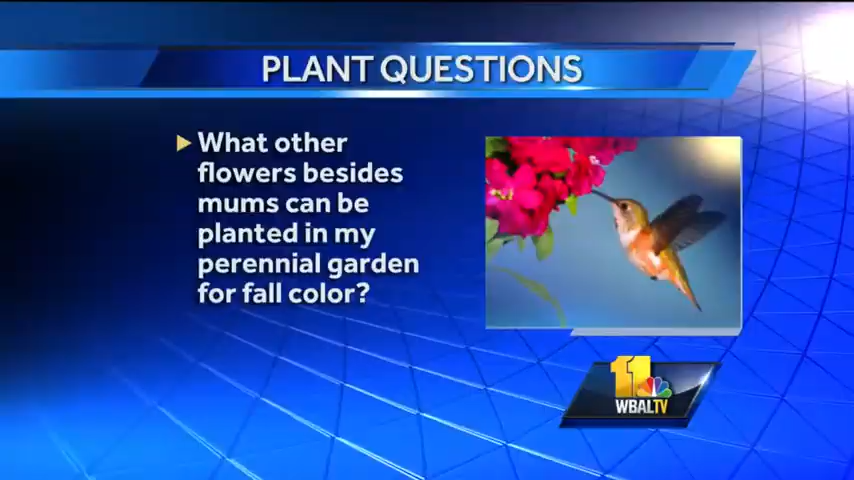 PLANT QUESTIONS
What other
flowers besides
mums can be
planted in my
perennial garden
for fall color?
11
WBALTV